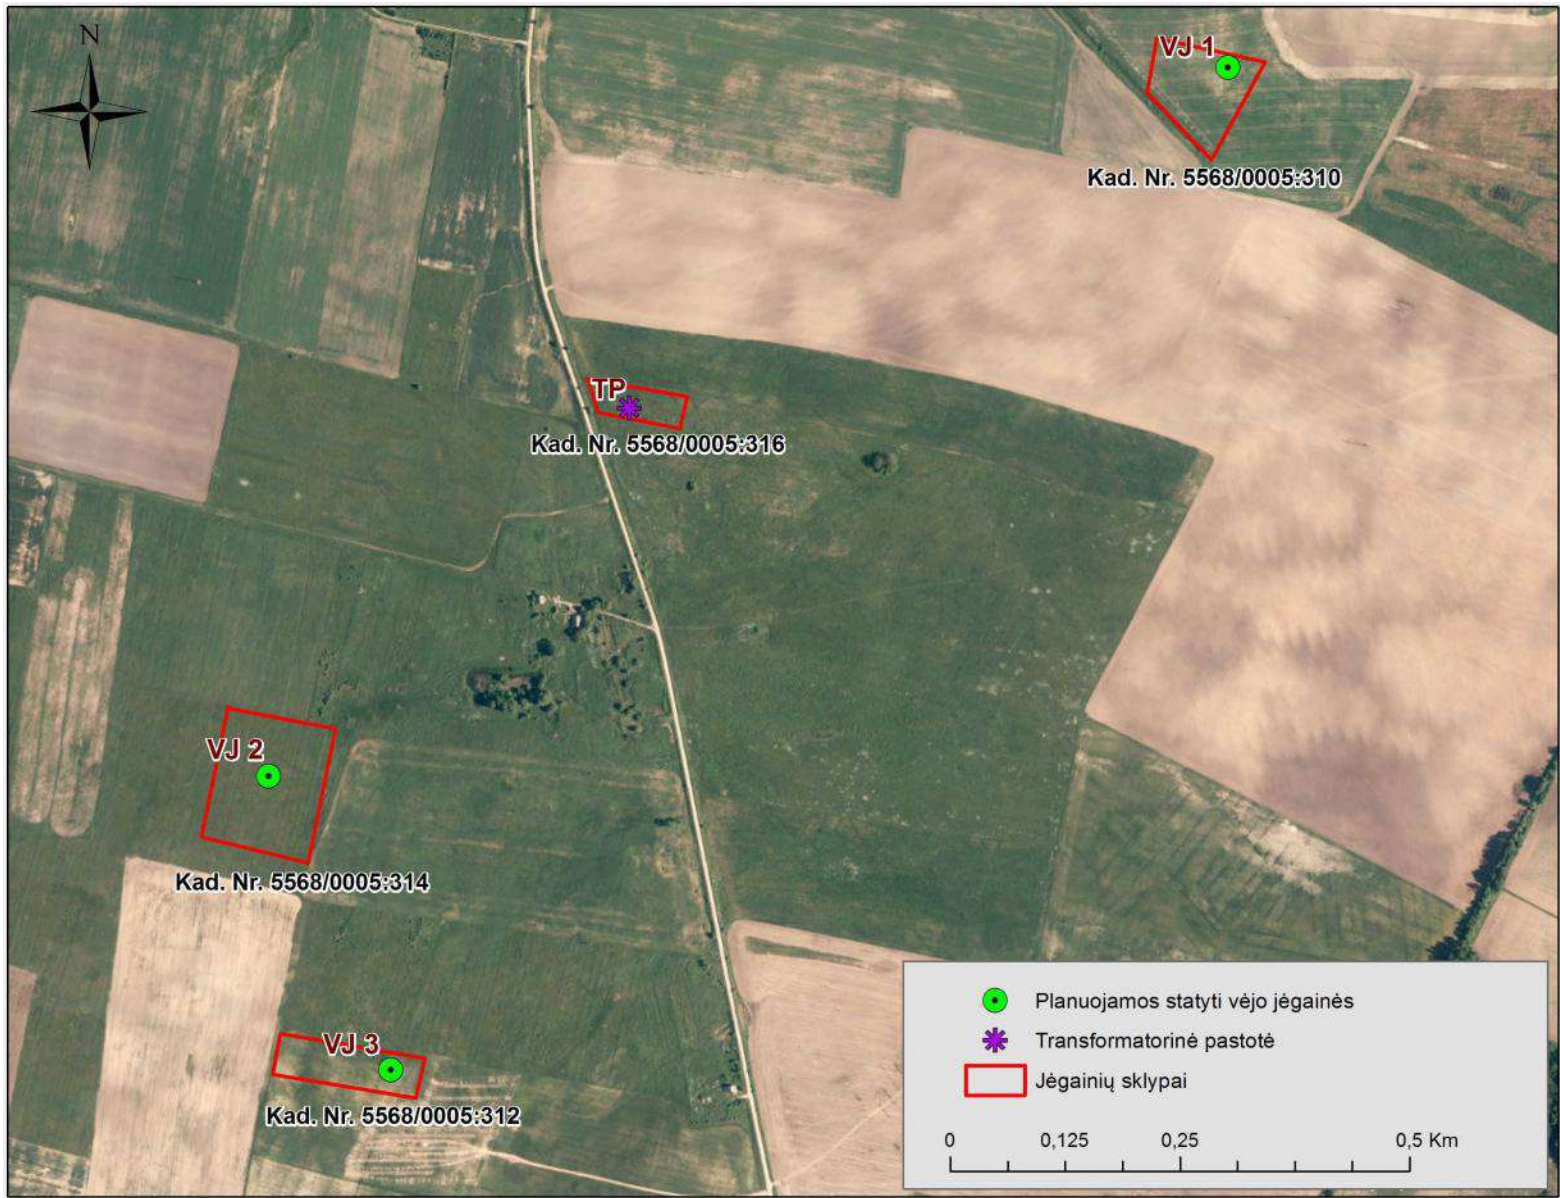 N
VJ 1
Kad. Nr. 5568/0005:310
TP
Kad. Nr. 5568/0005:316
VJ 2
Kad. Nr. 5568/0005:314
VJ 3
Kad. Nr. 5568/0005:312
Planuojamos statyti vėjo jėgainės
Transformatorinė pastotė
Jėgainių sklypai
0 0,125 0,25 0,5 Km